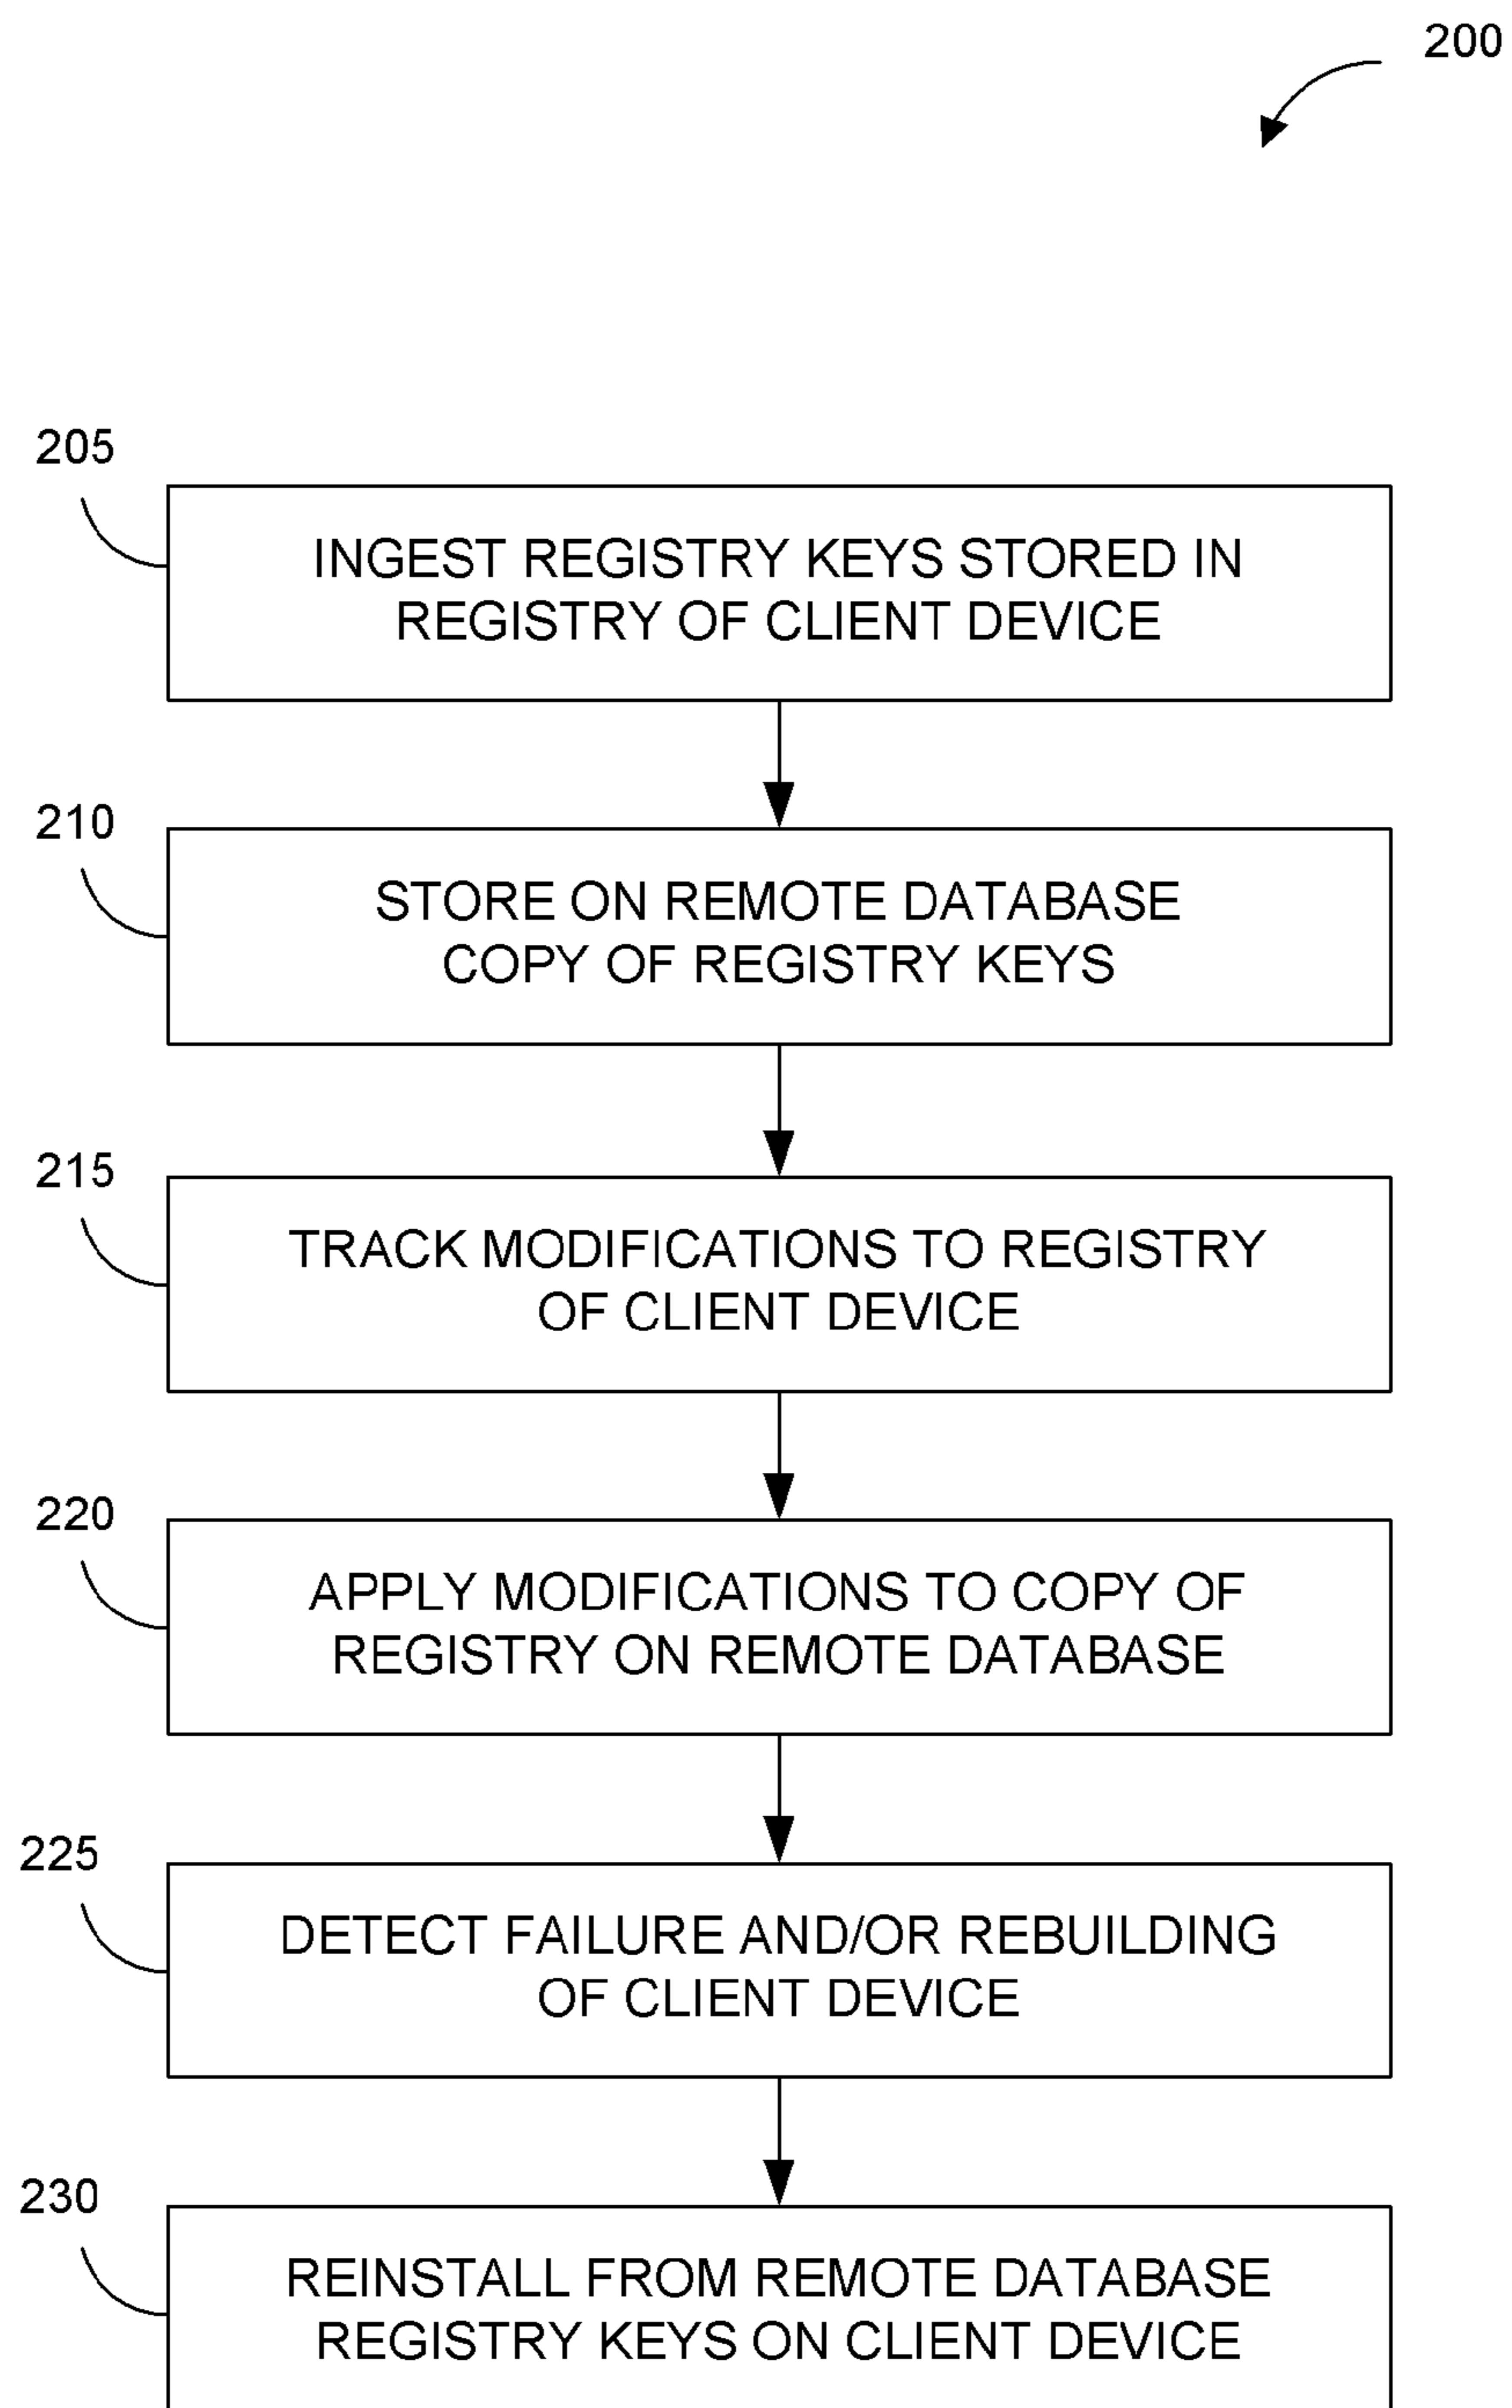 200
205
INGEST REGISTRY KEYS STORED IN
REGISTRY OF CLIENT DEVICE
210
STORE ON REMOTE DATABASE
COPY OF REGISTRY KEYS
215
TRACK MODIFICATIONS TO REGISTRY
OF CLIENT DEVICE
220
APPLY MODIFICATIONS TO COPY OF
REGISTRY ON REMOTE DATABASE
225
DETECT FAILURE AND/OR REBUILDING
OF CLIENT DEVICE
230
REINSTALL FROM REMOTE DATABASE
REGISTRY KEYS ON CLIENT DEVICE